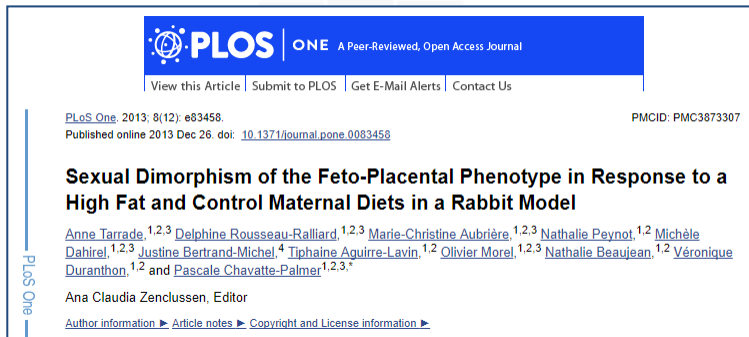 PLOS ONE A Peer-Reviewed, Open Access Journal
View this Article Submit to PLOS Get E-Mail Alerts Contact Us
PLoS One. 2013; 8(12): e83458. PMCID: PMC3873307
Published online 2013 Dec 26. doi: 10.1371/journal.pone.0083458
Sexual Dimorphism of the Feto-Placental Phenotype in Response to a
High Fat and Control Maternal Diets in a Rabbit Model
Anne Tarrade,1,2,3 Delphine Rousseau-Ralliard,1,2,3 Marie-Christine Aubrière,1,2,3 Nathalie Peynot,1,2 Michèle
Dahirel,1,2,3 Justine Bertrand-Michel,4 Tiphaine Aguirre-Lavin,1,2 Olivier Morel,1,2,3 Nathalie Beaujean,1,2 Véronique
Duranthon,1,2 and Pascale Chavatte-Palmer1,2,3,*
Ana Claudia Zenclussen, Editor
Author information ► Article notes ► Copyright and License information ►
PLoS One